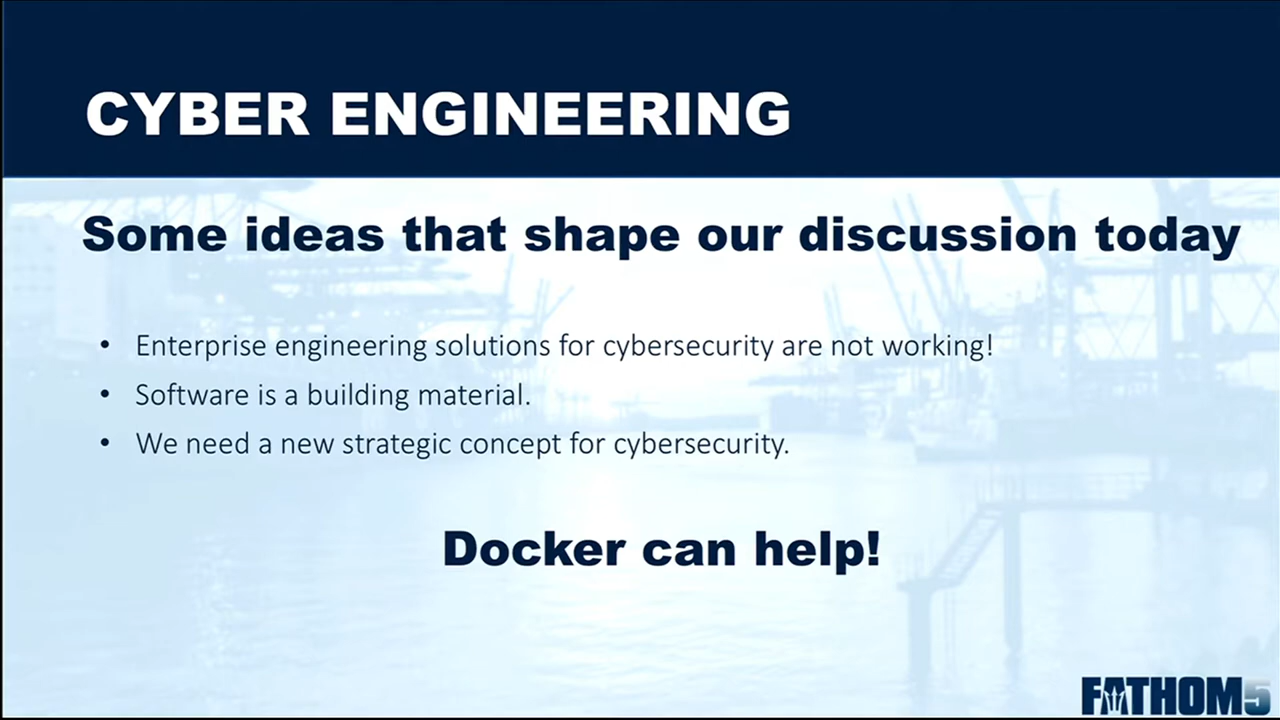 CYBER ENGINEERING
Some ideas that shape our discussion today
• Enterprise engineering solutions for cybersecurity are not working!
• Software is a building material.
• We need a new strategic concept for cybersecurity.
Docker can help!
FATHOM5